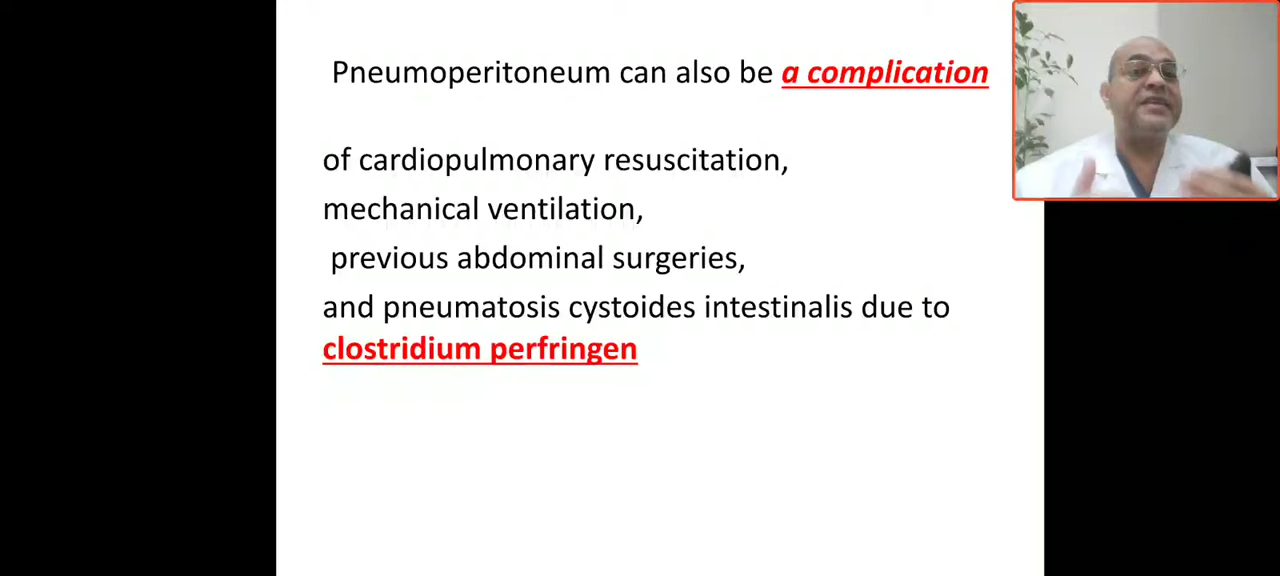 Pneumoperitoneum can also be a complication
of cardiopulmonary resuscitation,
mechanical ventilation,
previous abdominal surgeries,
and pneumatosis cystoides intestinalis due to
clostridium perfringen